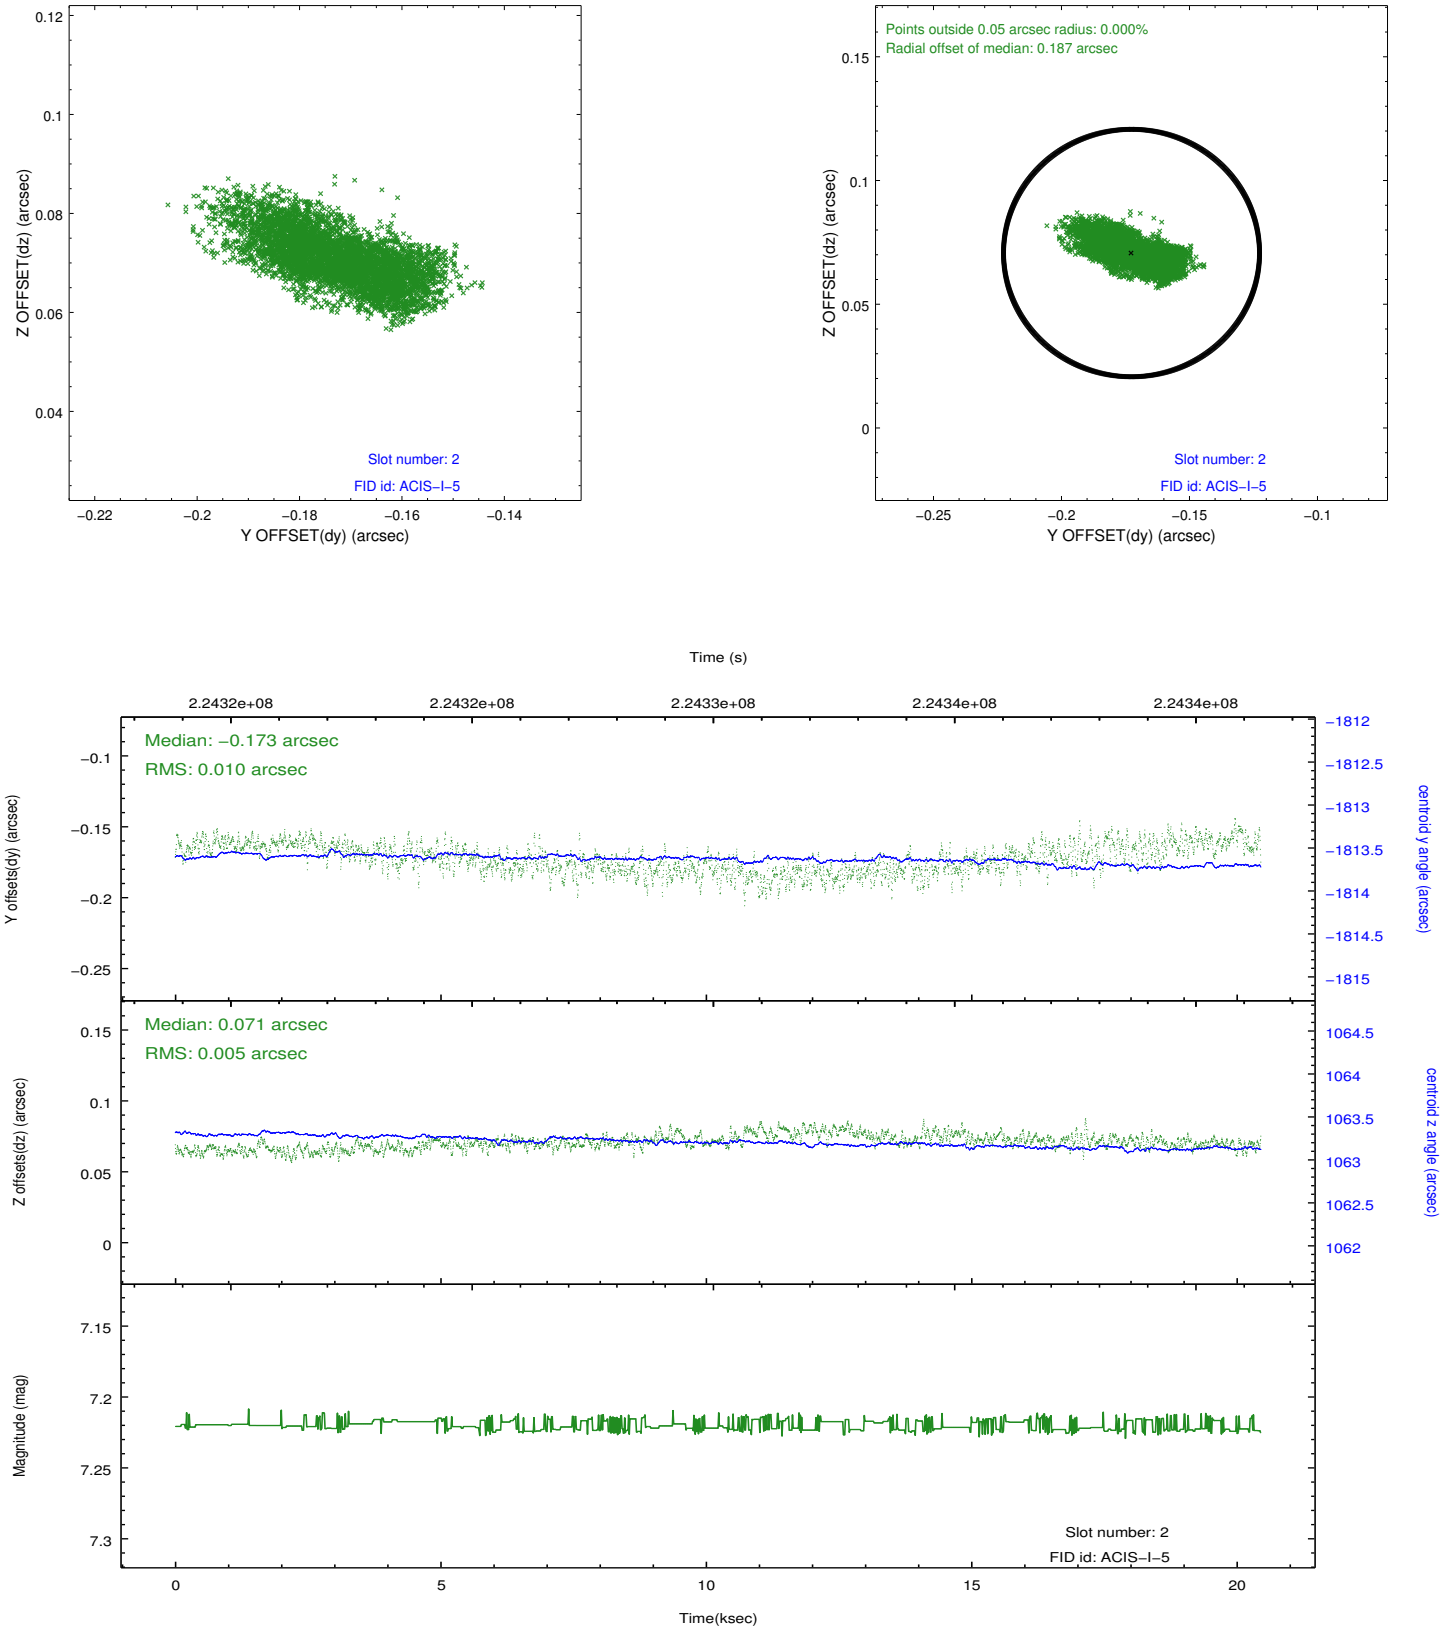 0.12
0.1
0.08
0.06
0.04
Z OFFSET(dz) (arcsec)
Slot number: 2
FID id: ACIS−I−5
−0.22 −0.2 −0.18 −0.16 −0.14
Y OFFSET(dy) (arcsec)
Points outside 0.05 arcsec radius: 0.000%
Radial offset of median: 0.187 arcsec
0.15
0.1
0.05
0
Z OFFSET(dz) (arcsec)
Slot number: 2
FID id: ACIS−I−5
−0.25 −0.2 −0.15 −0.1
Y OFFSET(dy) (arcsec)
Time (s)
2.2432e+08 2.2432e+08 2.2433e+08 2.2434e+08 2.2434e+08
Median: −0.173 arcsec
RMS: 0.010 arcsec
−0.1
−0.15
−0.2
−0.25
Y offsets(dy) (arcsec)
−1812
−1812.5
−1813
−1813.5
−1814
−1814.5
−1815
centroid y angle (arcsec)
Median: 0.071 arcsec
RMS: 0.005 arcsec
0.15
0.1
0.05
0
Z offsets(dz) (arcsec)
1064.5
1064
1063.5
1063
1062.5
1062
centroid z angle (arcsec)
7.15
7.2
7.25
7.3
Magnitude (mag)
Slot number: 2
FID id: ACIS−I−5
0 5 10 15 20
Time(ksec)